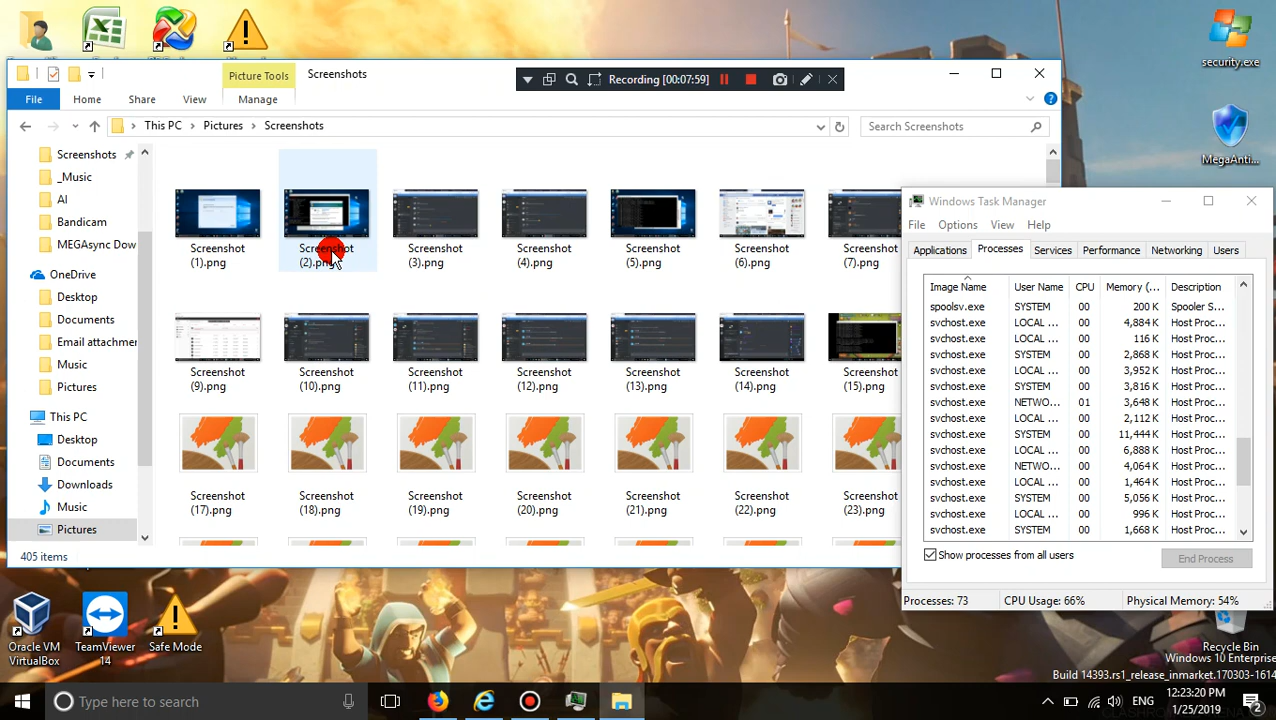 security.exe
Picture Tools
Screenshots
Recording [00:07:59]
File
Home
Share
View
Manage
This PC
Pictures
Screenshots
Search Screenshots
MegaAnti...
Screenshots
_Music
AI
Bandicam
MEGAsync Dow
OneDrive
Desktop
Documents
Email attachmer
Music
Pictures
This PC
Desktop
Documents
Downloads
Music
Pictures
405 items
Screenshot
(1).png
Screenshot
(2).png
Screenshot
(3).png
Screenshot
(4).png
Screenshot
(5).png
Screenshot
(6).png
Screenshot
(7).png
Screenshot
(9).png
Screenshot
(10).png
Screenshot
(11).png
Screenshot
(12).png
Screenshot
(13).png
Screenshot
(14).png
Screenshot
(15).png
Screenshot
(17).png
Screenshot
(18).png
Screenshot
(19).png
Screenshot
(20).png
Screenshot
(21).png
Screenshot
(22).png
Screenshot
(23).png
Windows Task Manager
File Options View Help
Applications Processes Services Performance Networking Users
Image Name User Name CPU Memory (... Description
spoolsv.exe SYSTEM 00 200 K Spooler S...
svchost.exe LOCAL ... 00 4,884 K Host Proc...
svchost.exe LOCAL ... 00 116 K Host Proc...
svchost.exe SYSTEM 00 2,868 K Host Proc...
svchost.exe LOCAL ... 00 3,952 K Host Proc...
svchost.exe SYSTEM 00 3,816 K Host Proc...
svchost.exe NETWO... 01 3,648 K Host Proc...
svchost.exe LOCAL ... 00 2,112 K Host Proc...
svchost.exe SYSTEM 00 11,444 K Host Proc...
svchost.exe LOCAL ... 00 6,888 K Host Proc...
svchost.exe NETWO... 00 4,064 K Host Proc...
svchost.exe LOCAL ... 00 1,464 K Host Proc...
svchost.exe SYSTEM 00 5,056 K Host Proc...
svchost.exe LOCAL ... 00 996 K Host Proc...
svchost.exe SYSTEM 00 1,668 K Host Proc...
Show processes from all users
End Process
Processes: 73 CPU Usage: 66% Physical Memory: 54%
Oracle VM
VirtualBox
TeamViewer
14
Safe Mode
Recycle Bin
Windows 10 Enterprise
Build 14393.rs1_release_inmarket.170303-1614
Type here to search
ENG
12:23:20 PM
1/25/2019
2